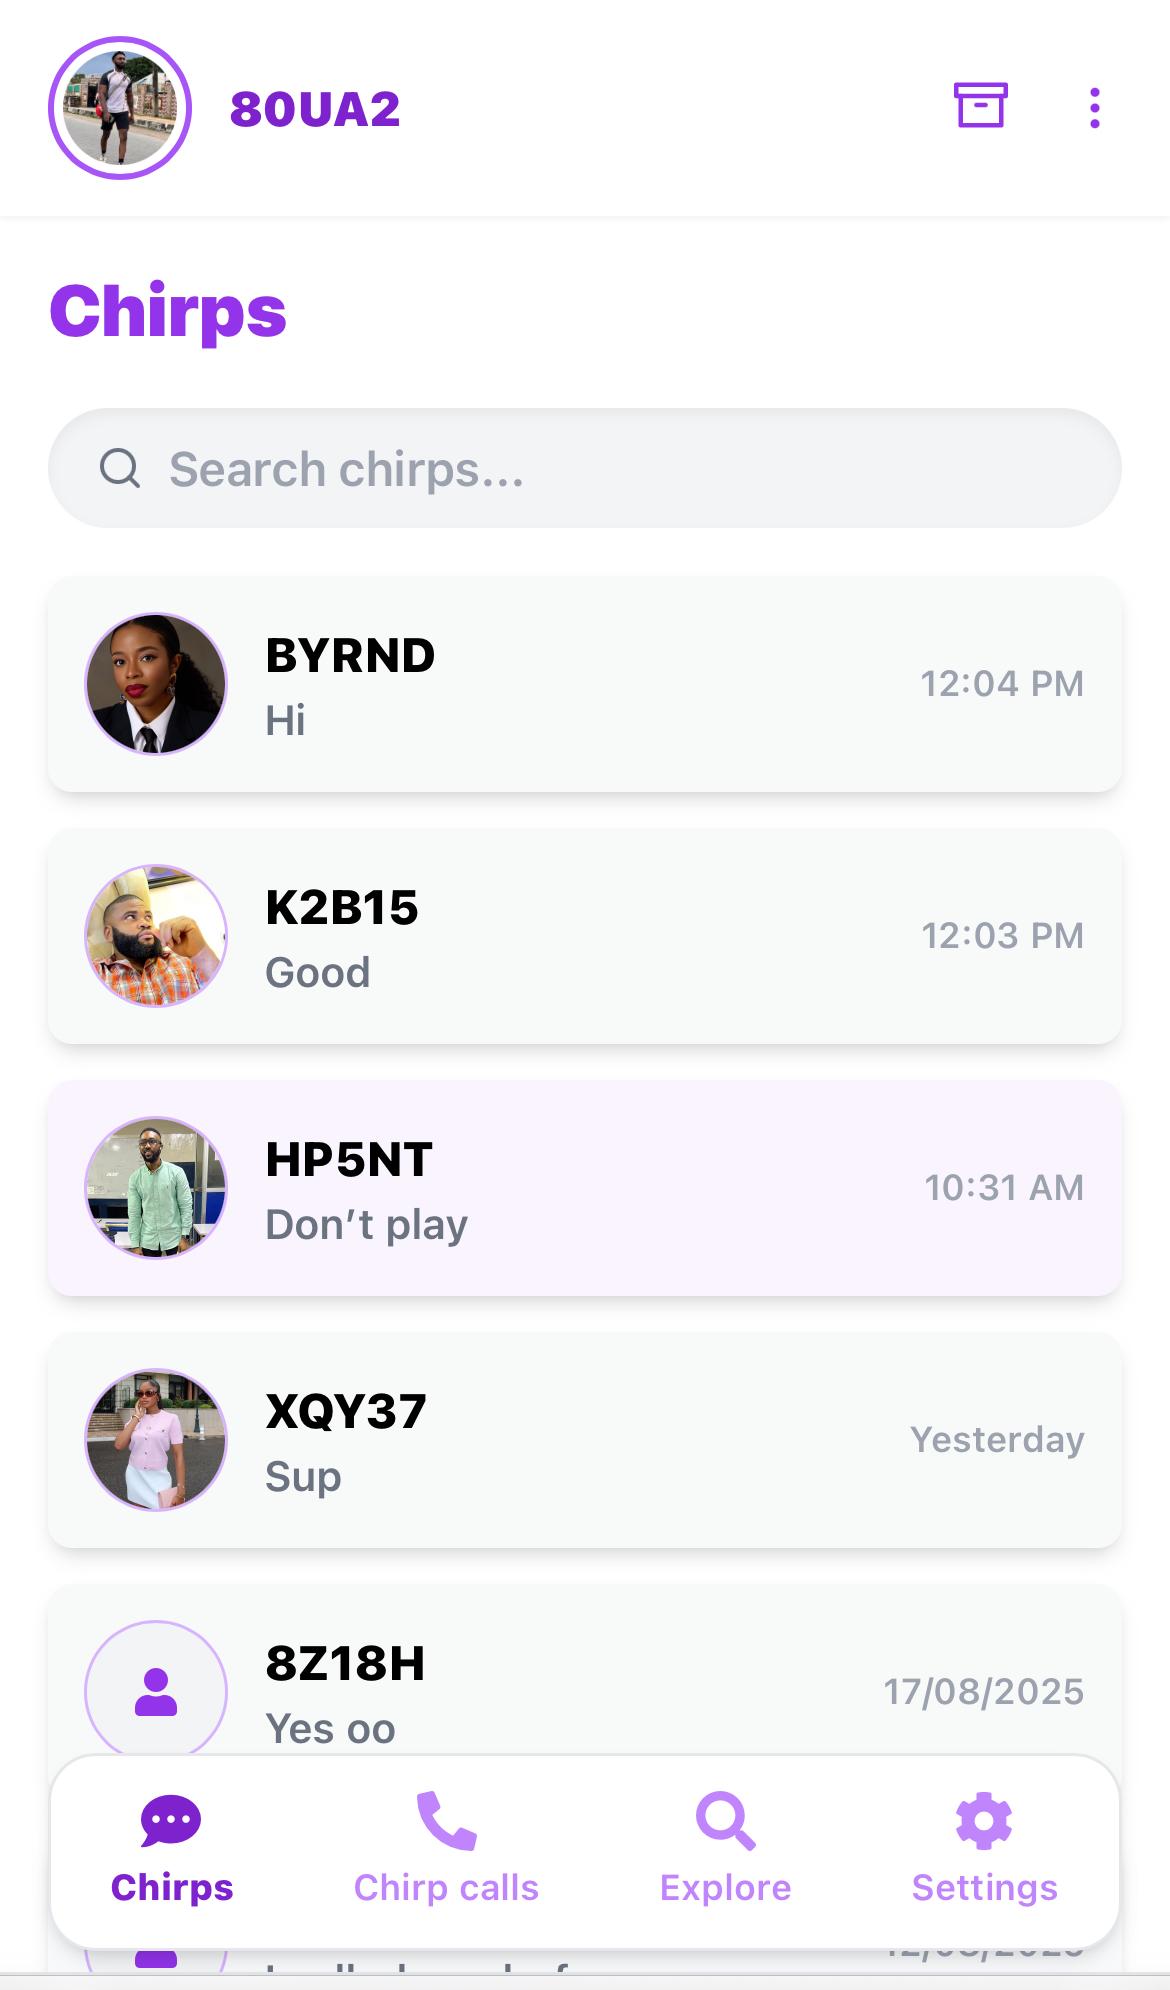 80UA2
Chirps
Search chirps...
BYRND
12:04 PM
Hi
K2B15
12:03 PM
Good
HP5NT
10:31 AM
Don’t play
XQY37
Yesterday
Sup
8Z18H
17/08/2025
Yes oo
Chirps
Chirp calls
Explore
Settings